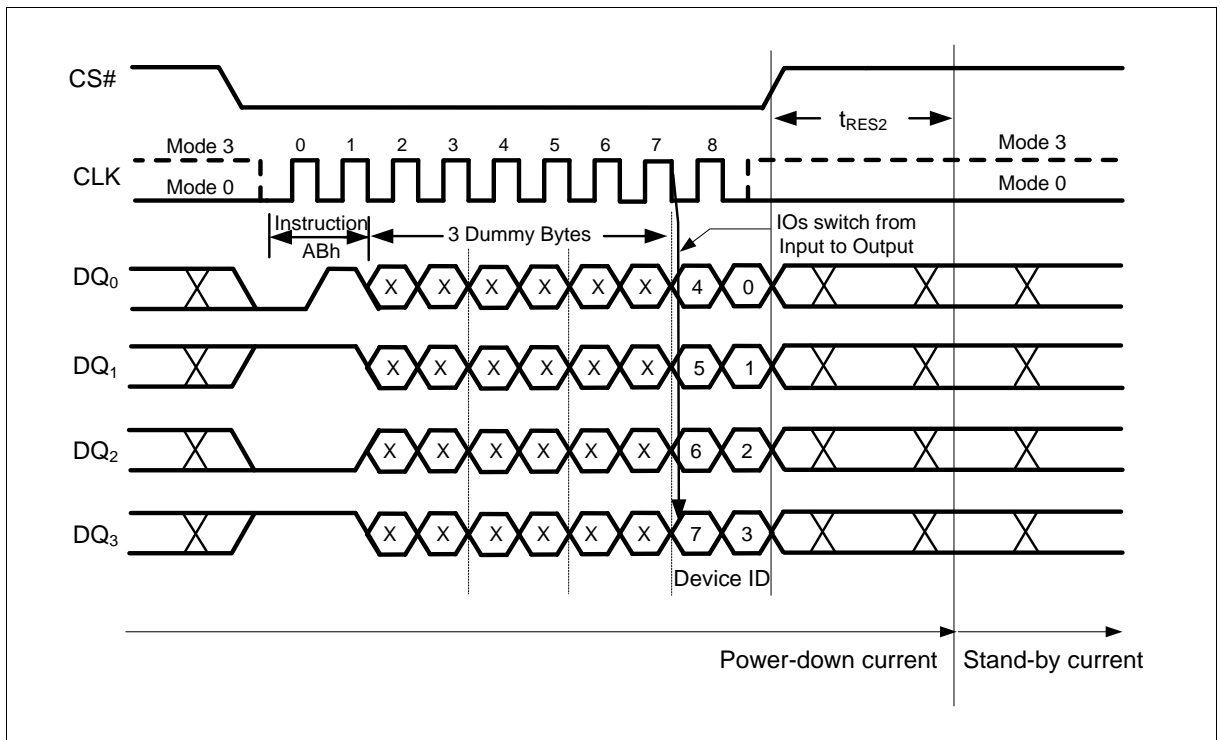 CS#
tRES2
0 1 2 3 4 5 6 7 8
Mode 3 Mode 3
CLK
Mode 0 Mode 0
Instruction
ABh
3 Dummy Bytes
IOs switch from
Input to Output
DQ0 X X X X X X 4 0
DQ1 X X X X X X 5 1
DQ2 X X X X X X 6 2
DQ3 X X X X X X 7 3
Device ID
Power-down current Stand-by current